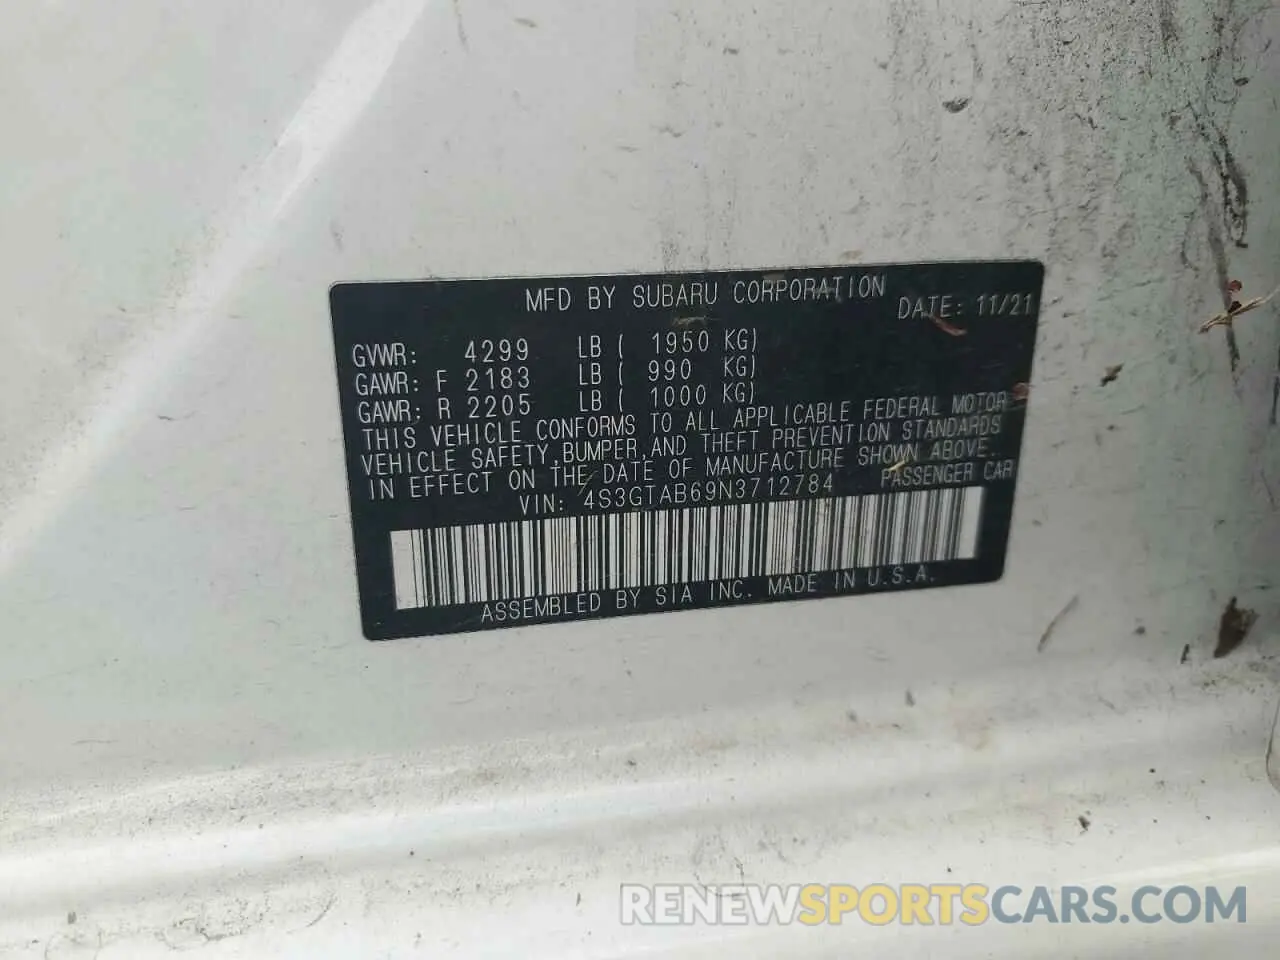 MFD BY SUBARU CORPORATION
DATE: 11/21
GVWR: 4299 LB ( 1950 KG)
GAWR: F 2183 LB ( 990 KG)
GAWR: R 2205 LB ( 1000 KG)
THIS VEHICLE CONFORMS TO ALL APPLICABLE FEDERAL MOTOR
VEHICLE SAFETY,BUMPER,AND THEFT PREVENTION STANDARDS
IN EFFECT ON THE DATE OF MANUFACTURE SHOWN ABOVE.
VIN: 4S3GTAB69N3712784 PASSENGER CAR
ASSEMBLED BY SIA INC. MADE IN U.S.A.
RENEWSPORTSCARS.COM